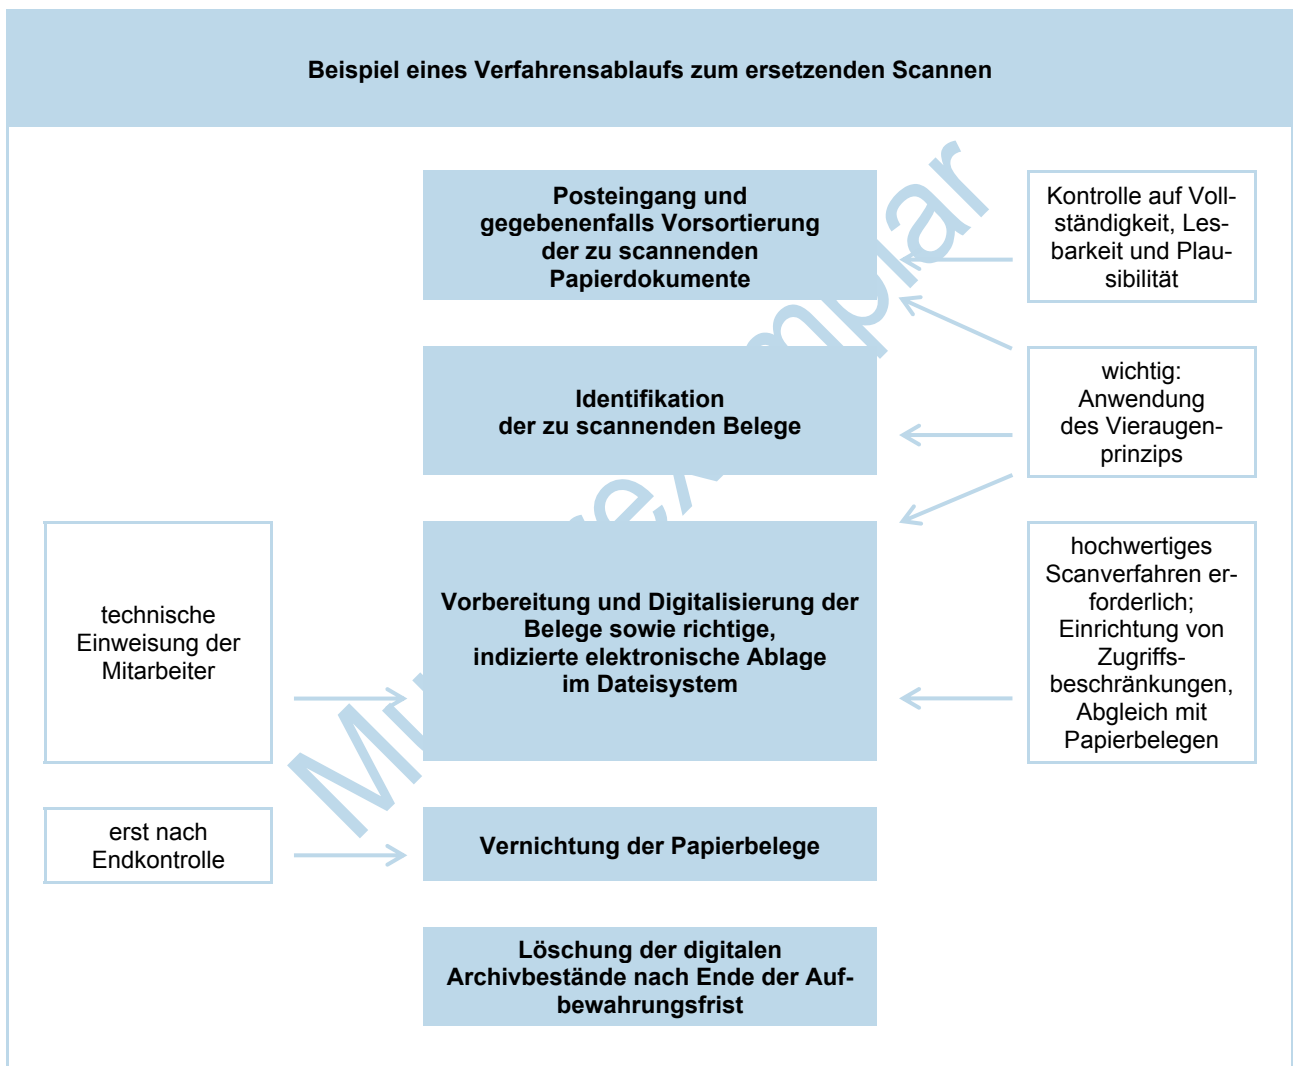 Beispiel eines Verfahrensablaufs zum ersetzenden Scannen
Posteingang und
gegebenenfalls Vorsortierung
der zu scannenden
Papierdokumente
Kontrolle auf Voll-
ständigkeit, Les-
barkeit und Plau-
sibilität
Identifikation
der zu scannenden Belege
wichtig:
Anwendung
des Vieraugen-
prinzips
technische
Einweisung der
Mitarbeiter
Vorbereitung und Digitalisierung der
Belege sowie richtige,
indizierte elektronische Ablage
im Dateisystem
hochwertiges
Scanverfahren er-
forderlich;
Einrichtung von
Zugriffs-
beschränkungen,
Abgleich mit
Papierbelegen
erst nach
Endkontrolle
Vernichtung der Papierbelege
Löschung der digitalen
Archivbestände nach Ende der Auf-
bewahrungsfrist